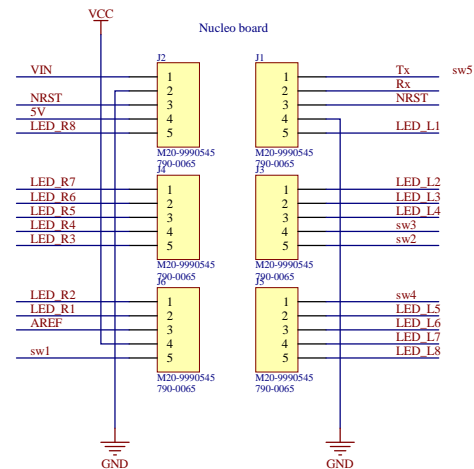 VCC
Nucleo board
J2
J1
VIN
1
1
Tx
sw5
2
2
Rx
NRST
3
3
NRST
5V
4
4
LED_R8
5
5
LED_L1
M20-9990545
M20-9990545
790-0065
790-0065
J4
J3
LED_R7
1
1
LED_L2
LED_R6
2
2
LED_L3
LED_R5
3
3
LED_L4
LED_R4
4
4
sw3
LED_R3
5
5
sw2
M20-9990545
M20-9990545
790-0065
790-0065
J6
J5
LED_R2
1
1
sw4
LED_R1
2
2
LED_L5
AREF
3
3
LED_L6
4
4
LED_L7
sw1
5
5
LED_L8
M20-9990545
M20-9990545
790-0065
790-0065
GND
GND